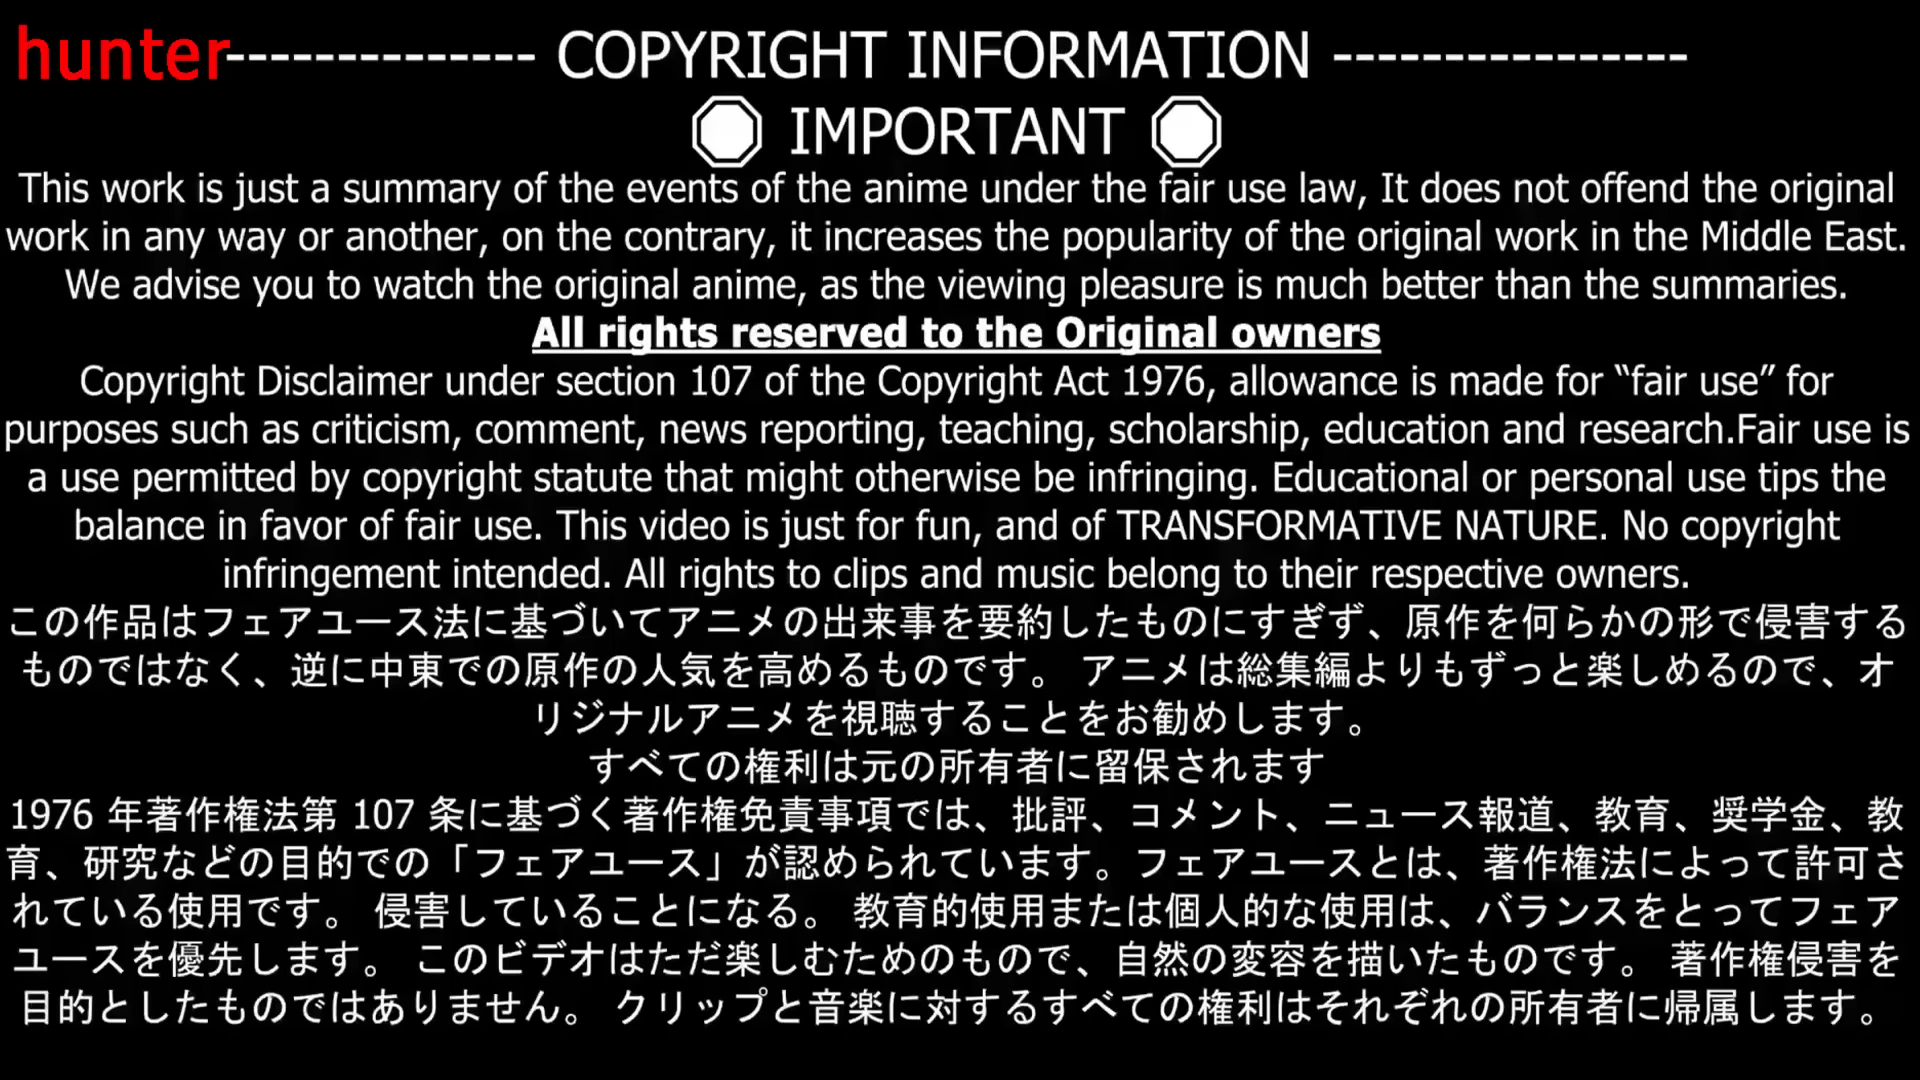 hunter-------------- COPYRIGHT INFORMATION ----------------
IMPORTANT
This work is just a summary of the events of the anime under the fair use law, It does not offend the original
work in any way or another, on the contrary, it increases the popularity of the original work in the Middle East.
We advise you to watch the original anime, as the viewing pleasure is much better than the summaries.
All rights reserved to the Original owners
Copyright Disclaimer under section 107 of the Copyright Act 1976, allowance is made for “fair use” for
purposes such as criticism, comment, news reporting, teaching, scholarship, education and research.Fair use is
a use permitted by copyright statute that might otherwise be infringing. Educational or personal use tips the
balance in favor of fair use. This video is just for fun, and of TRANSFORMATIVE NATURE. No copyright
infringement intended. All rights to clips and music belong to their respective owners.
この作品はフェアユース法に基づいてアニメの出来事を要約したものにすぎず、原作を何らかの形で侵害する
ものではなく、逆に中東での原作の人気を高めるものです。 アニメは総集編よりもずっと楽しめるので、オ
リジナルアニメを視聴することをお勧めします。
すべての権利は元の所有者に留保されます
1976 年著作権法第 107 条に基づく著作権免責事項では、批評、コメント、ニュース報道、教育、奨学金、教
育、研究などの目的での「フェアユース」が認められています。フェアユースとは、著作権法によって許可さ
れている使用です。 侵害していることになる。 教育的使用または個人的な使用は、バランスをとってフェア
ユースを優先します。 このビデオはただ楽しむためのもので、自然の変容を描いたものです。 著作権侵害を
目的としたものではありません。 クリップと音楽に対するすべての権利はそれぞれの所有者に帰属します。